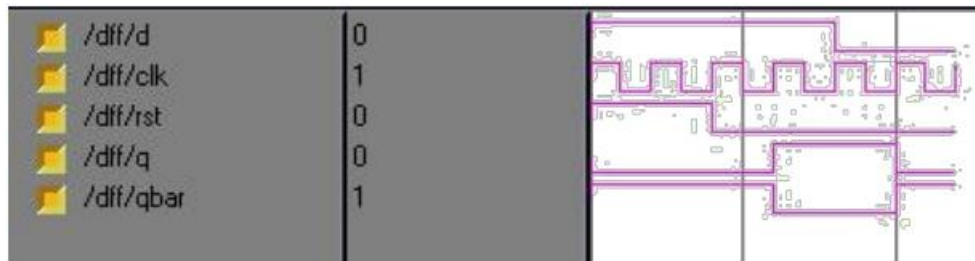 /dff/d 0
/dff/clk 1
/dff/rst 0
/dff/q 0
/dff/qbar 1